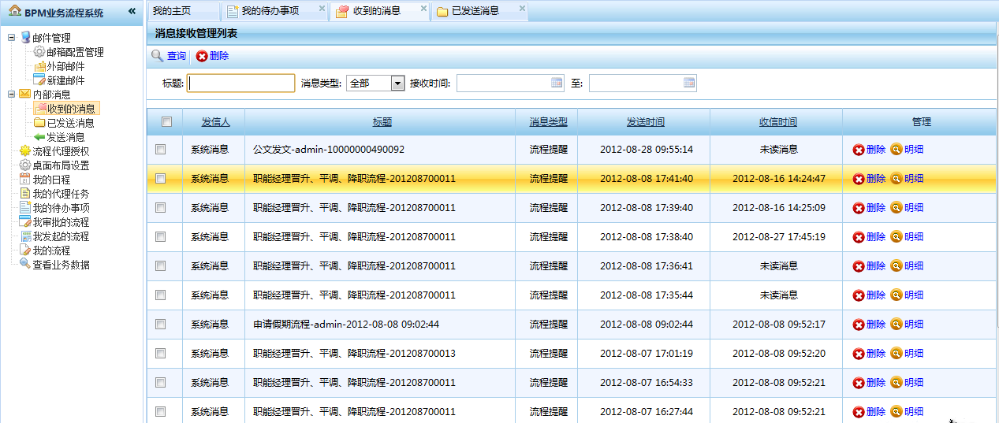 BPM业务流程系统
邮件管理
邮箱配置管理
外部邮件
新建邮件
内部消息
收到的消息
已发送消息
发送消息
流程代理授权
桌面布局设置
我的日程
我的代理任务
我的待办事项
我审批的流程
我发起的流程
我的流程
查看业务数据
我的主页 我的待办事项 收到的消息 已发送消息
消息接收管理列表
查询 删除
标题: 消息类型: 全部 接收时间: 至:
发信人 标题 消息类型 发送时间 收信时间 管理
系统消息 公文发文-admin-10000000490092 流程提醒 2012-08-28 09:55:14 未读消息 删除 明细
系统消息 职能经理晋升、平调、降职流程-201208700011 流程提醒 2012-08-08 17:41:40 2012-08-16 14:24:47 删除 明细
系统消息 职能经理晋升、平调、降职流程-201208700011 流程提醒 2012-08-08 17:39:40 2012-08-16 14:25:09 删除 明细
系统消息 职能经理晋升、平调、降职流程-201208700011 流程提醒 2012-08-08 17:38:40 2012-08-27 17:45:19 删除 明细
系统消息 职能经理晋升、平调、降职流程-201208700011 流程提醒 2012-08-08 17:36:41 未读消息 删除 明细
系统消息 职能经理晋升、平调、降职流程-201208700011 流程提醒 2012-08-08 17:35:44 未读消息 删除 明细
系统消息 申请假期流程-admin-2012-08-08 09:02:44 流程提醒 2012-08-08 09:02:44 2012-08-08 09:52:17 删除 明细
系统消息 职能经理晋升、平调、降职流程-201208700013 流程提醒 2012-08-07 17:01:19 2012-08-08 09:52:20 删除 明细
系统消息 职能经理晋升、平调、降职流程-201208700011 流程提醒 2012-08-07 16:54:33 2012-08-08 09:52:21 删除 明细
系统消息 职能经理晋升、平调、降职流程-201208700011 流程提醒 2012-08-07 16:27:44 2012-08-08 09:52:21 删除 明细